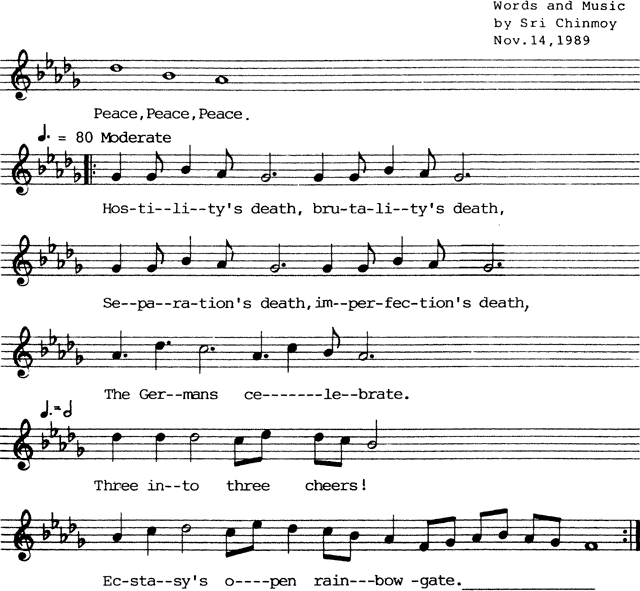 Words and Music
by Sri Chinmoy
Nov.14,1989
Peace,Peace,Peace.
= 80 Moderate
Hos-ti--li--ty's death, bru-ta-li--ty's death,
Se--pa--ra-tion's death,im--per-fec-tion's death,
The Ger--mans ce-------le--brate.
=
Three in--to three cheers!
Ec-sta--sy's o----pen rain---bow -gate.